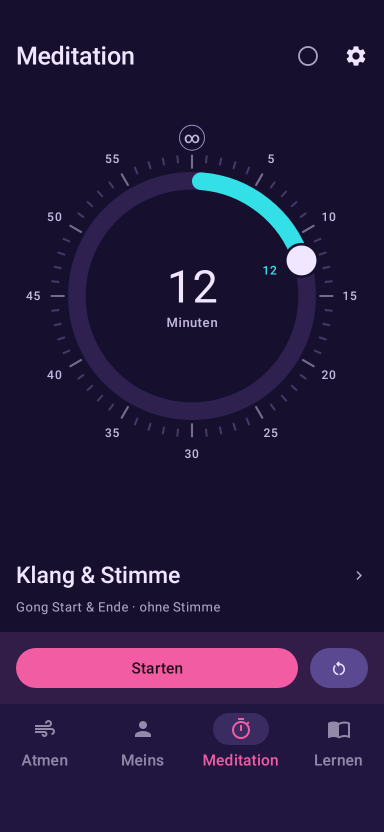 Meditation
∞
55
5
50
10
12
12
Minuten
45
15
40
20
35
25
30
Klang & Stimme
Gong Start & Ende · ohne Stimme
Starten
Atmen
Meins
Meditation
Lernen